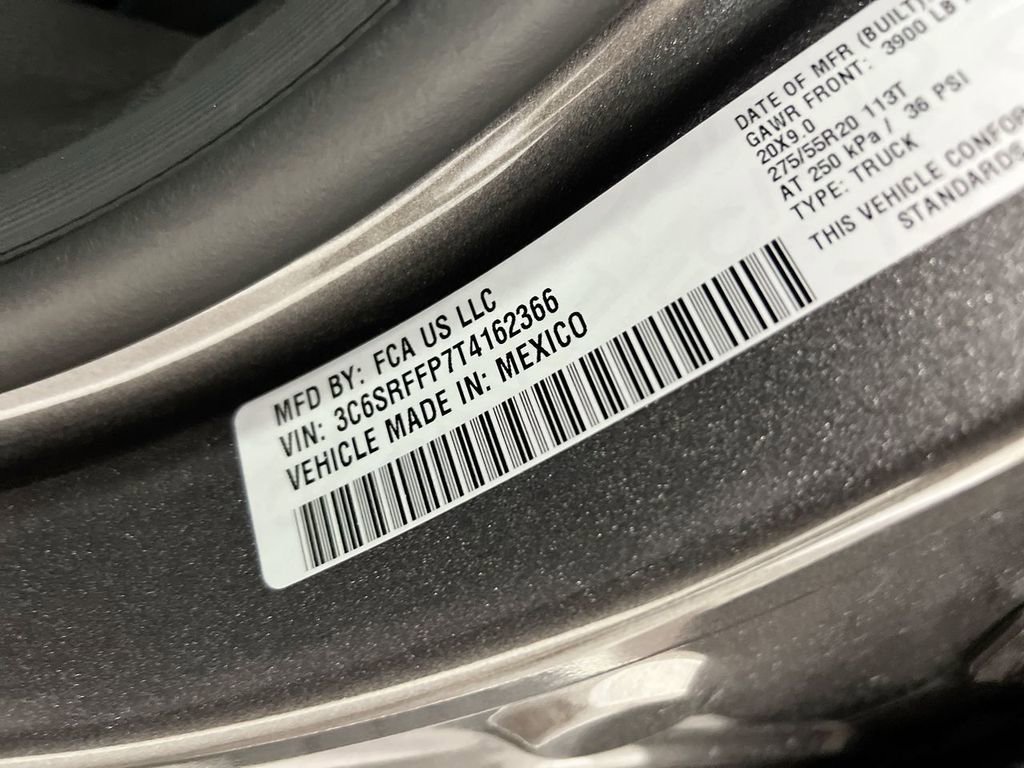 MFD BY: FCA US LLC
VIN: 3C6SRFFP7T4162366
VEHICLE MADE IN: MEXICO
DATE OF MFR (BUILT)
GAWR FRONT: 3900 LB
20X9.0
275/55R20 113T
AT 250 kPa / 36 PSI
TYPE: TRUCK
THIS VEHICLE CONFOR
STANDARDS